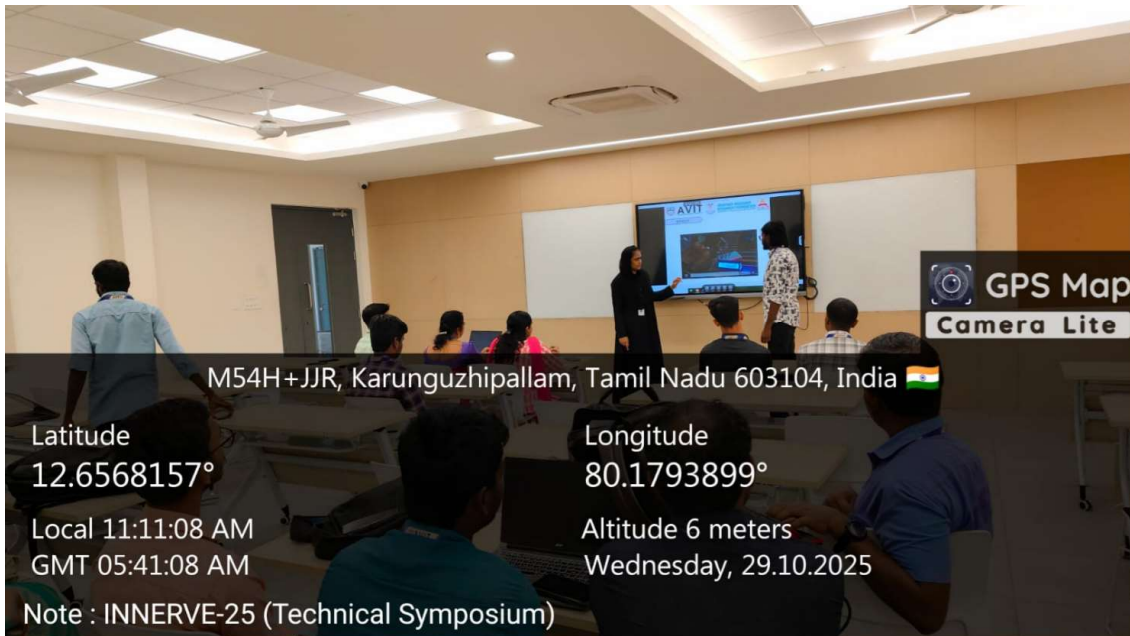 AVIT
GPS Map
Camera Lite
M54H+JJR, Karunguzhipallam, Tamil Nadu 603104, India
Latitude
12.6568157°
Longitude
80.1793899°
Local 11:11:08 AM
GMT 05:41:08 AM
Altitude 6 meters
Wednesday, 29.10.2025
Note : INNERVE-25 (Technical Symposium)